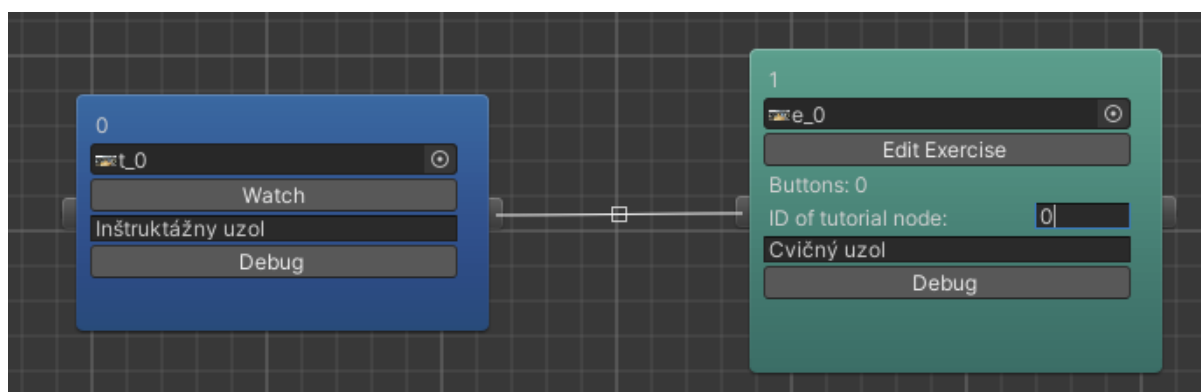 0
t_0
Watch
Inštruktážny uzol
Debug
1
e_0
Edit Exercise
Buttons: 0
ID of tutorial node: 0
Cvičný uzol
Debug